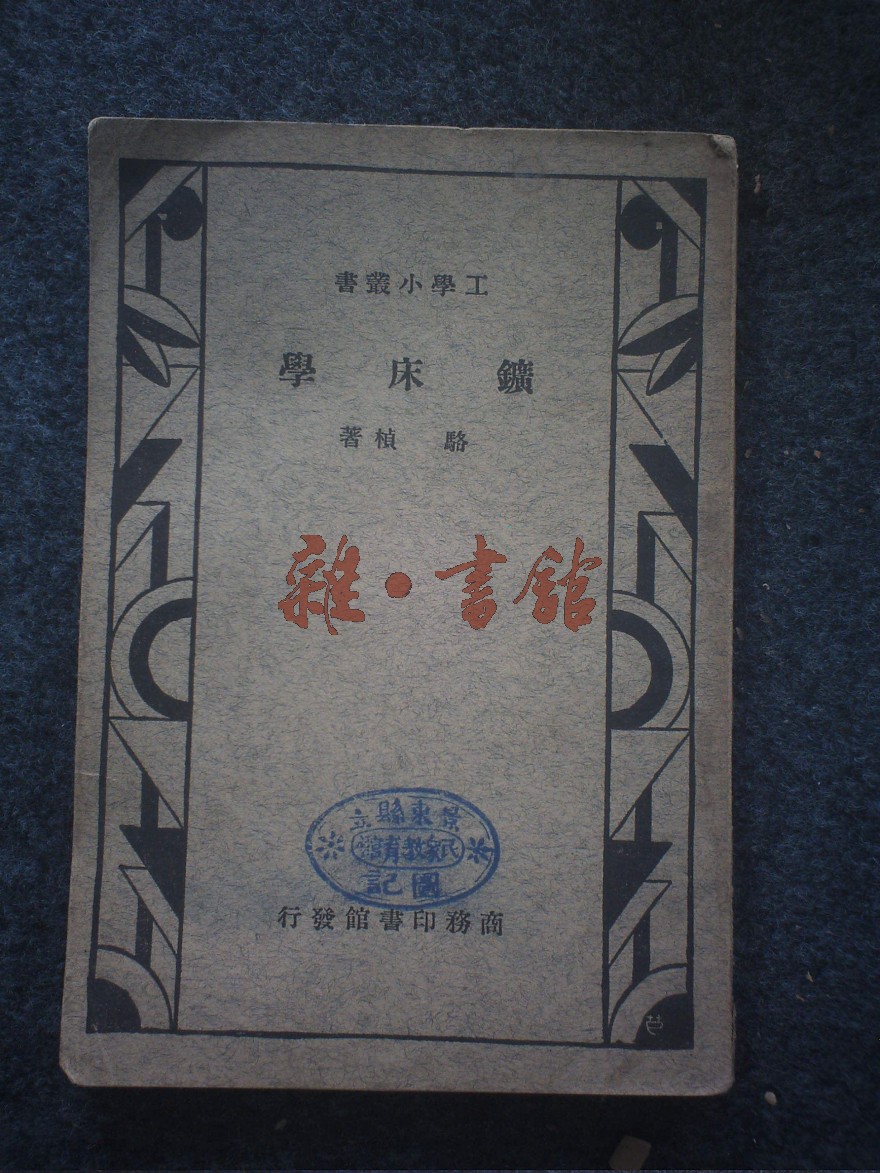 工學小叢書
鑛床學
駱楨著
雜·書館
景東縣立
民衆教育館
圖記
商務印書館發行